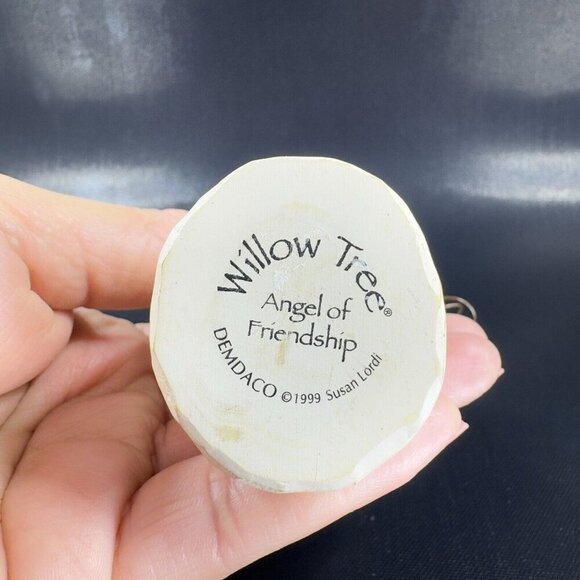 Willow Tree®
Angel of
Friendship
DEMDACO ©1999 Susan Lordi